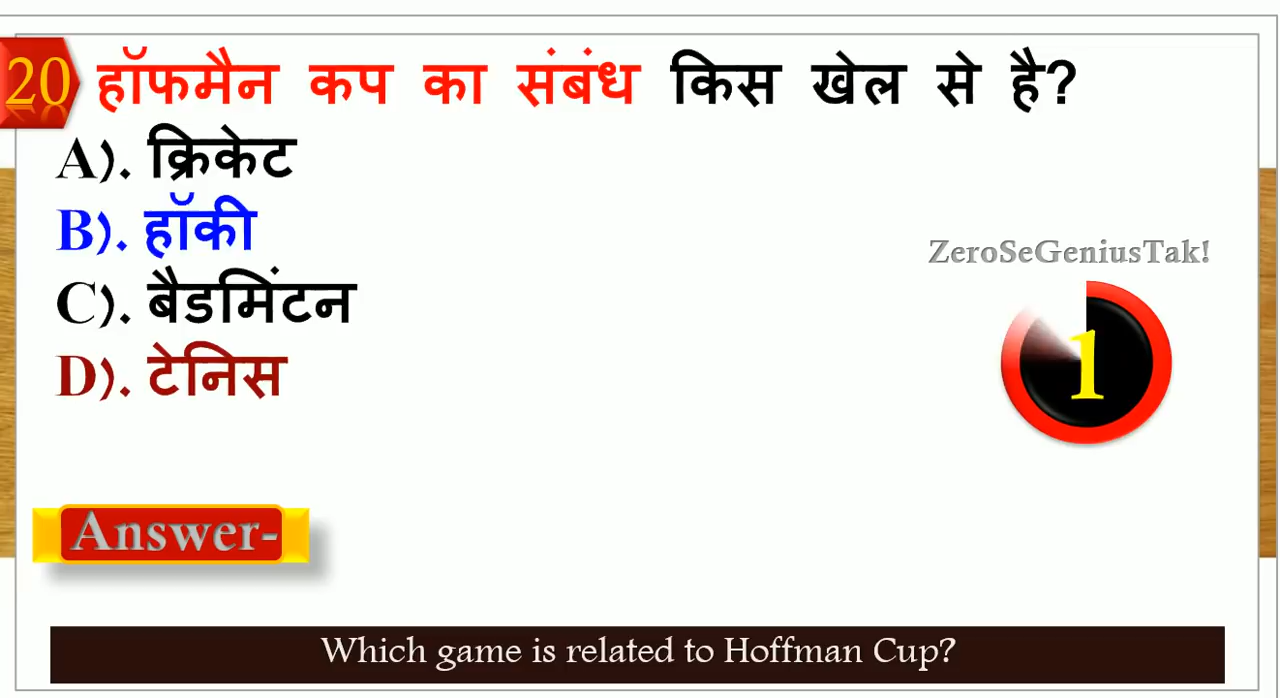 20 हॉफमैन कप का संबंध किस खेल से है?
A). क्रिकेट
B). हॉकी
C). बैडमिंटन
D). टेनिस
ZeroSeGeniusTak!
1
Answer-
Which game is related to Hoffman Cup?